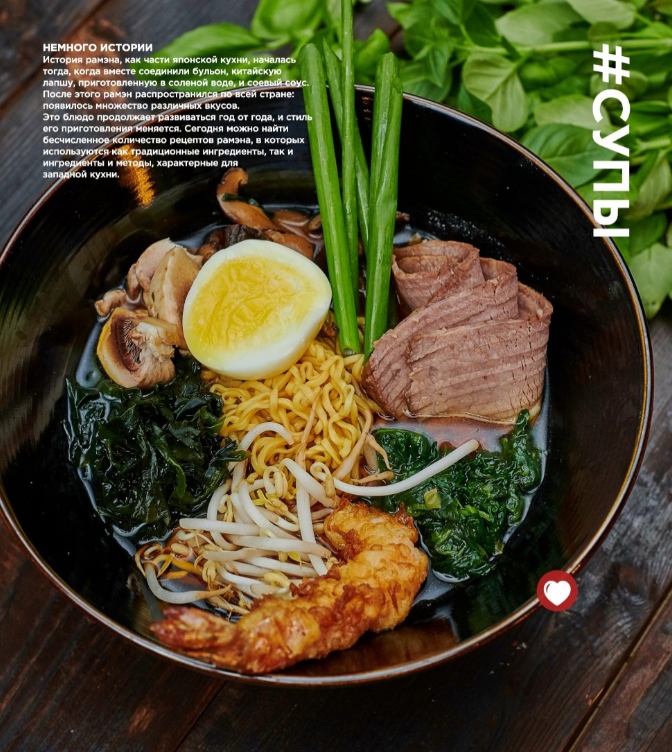 НЕМНОГО ИСТОРИИ
История рамэна, как части японской кухни, началась
тогда, когда вместе соединили бульон, китайскую
лапшу, приготовленную в соленой воде, и соевый соус.
После этого рамэн распространился по всей стране:
появилось множество различных вкусов.
Это блюдо продолжает развиваться год от года, и стиль
его приготовления меняется. Сегодня можно найти
бесчисленное количество рецептов рамэна, в которых
используются как традиционные ингредиенты, так и
ингредиенты и методы, характерные для
западной кухни.
#СУПЫ